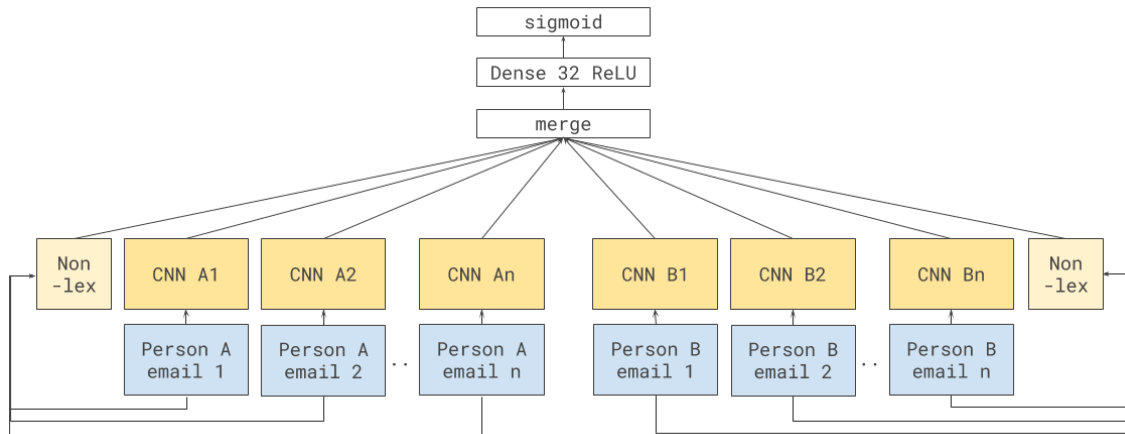 sigmoid
Dense 32 ReLU
merge
Non
-lex
CNN A1
CNN A2
CNN An
CNN B1
CNN B2
CNN Bn
Non
-lex
Person A
email 1
Person A
email 2
..
Person A
email n
Person B
email 1
Person B
email 2
..
Person B
email n